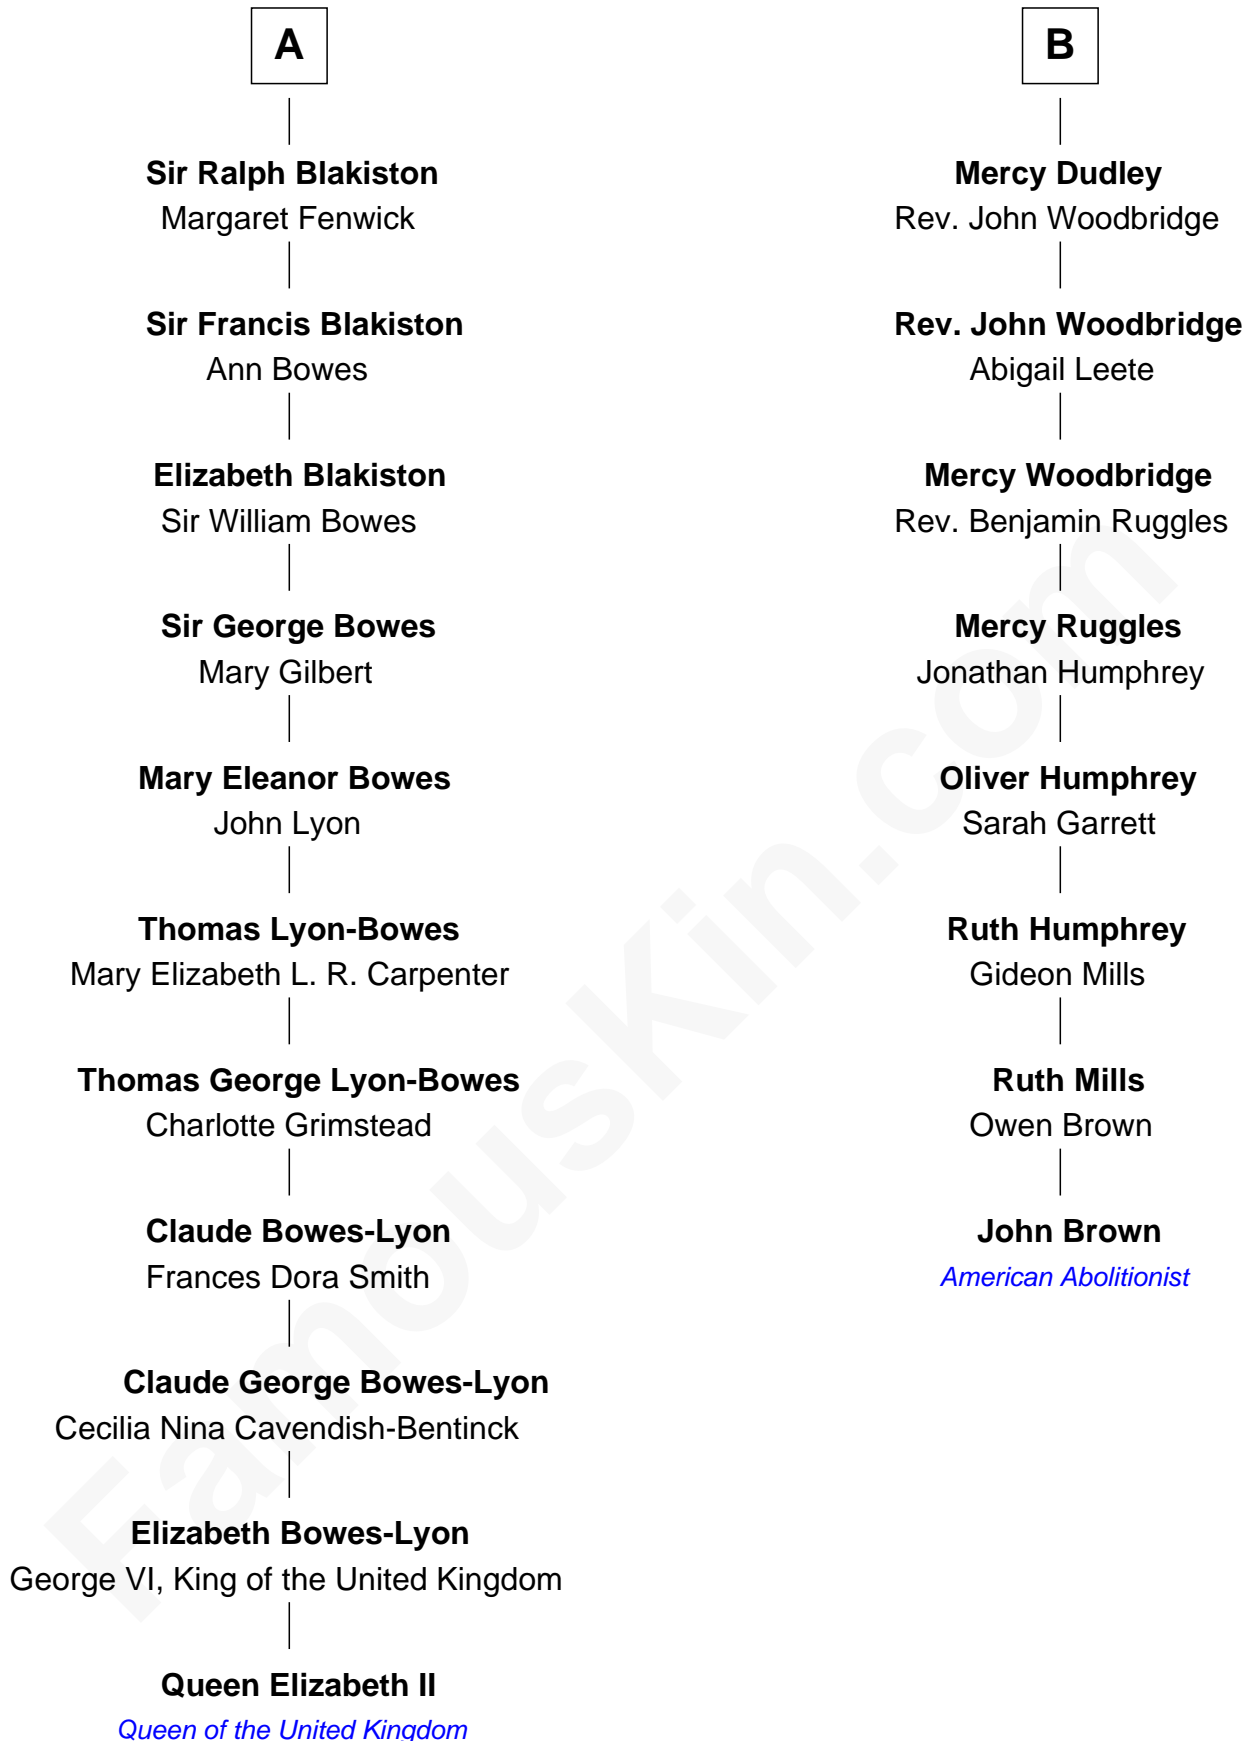 A
Sir Ralph Blakiston
Margaret Fenwick
Sir Francis Blakiston
Ann Bowes
Elizabeth Blakiston
Sir William Bowes
Sir George Bowes
Mary Gilbert
Mary Eleanor Bowes
John Lyon
Thomas Lyon-Bowes
Mary Elizabeth L. R. Carpenter
Thomas George Lyon-Bowes
Charlotte Grimstead
Claude Bowes-Lyon
Frances Dora Smith
Claude George Bowes-Lyon
Cecilia Nina Cavendish-Bentinck
Elizabeth Bowes-Lyon
George VI, King of the United Kingdom
Queen Elizabeth II
Queen of the United Kingdom
B
Mercy Dudley
Rev. John Woodbridge
Rev. John Woodbridge
Abigail Leete
Mercy Woodbridge
Rev. Benjamin Ruggles
Mercy Ruggles
Jonathan Humphrey
Oliver Humphrey
Sarah Garrett
Ruth Humphrey
Gideon Mills
Ruth Mills
Owen Brown
John Brown
American Abolitionist
FamousKin.com